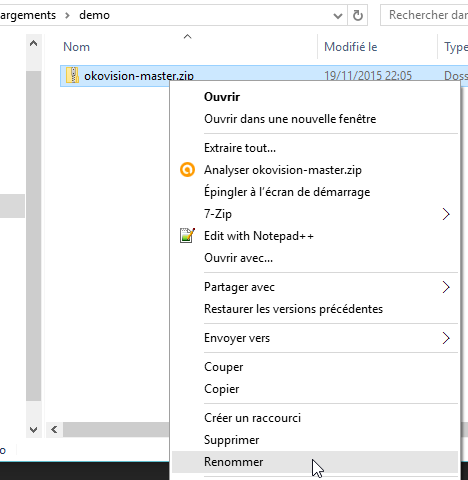 argements › demo
Rechercher dans
Nom Modifié le Type
okovision-master.zip 19/11/2015 22:05 Doss
Ouvrir
Ouvrir dans une nouvelle fenêtre
Extraire tout...
Analyser okovision-master.zip
Épingler à l'écran de démarrage
7-Zip
Edit with Notepad++
Ouvrir avec...
Partager avec
Restaurer les versions précédentes
Envoyer vers
Couper
Copier
Créer un raccourci
Supprimer
Renommer